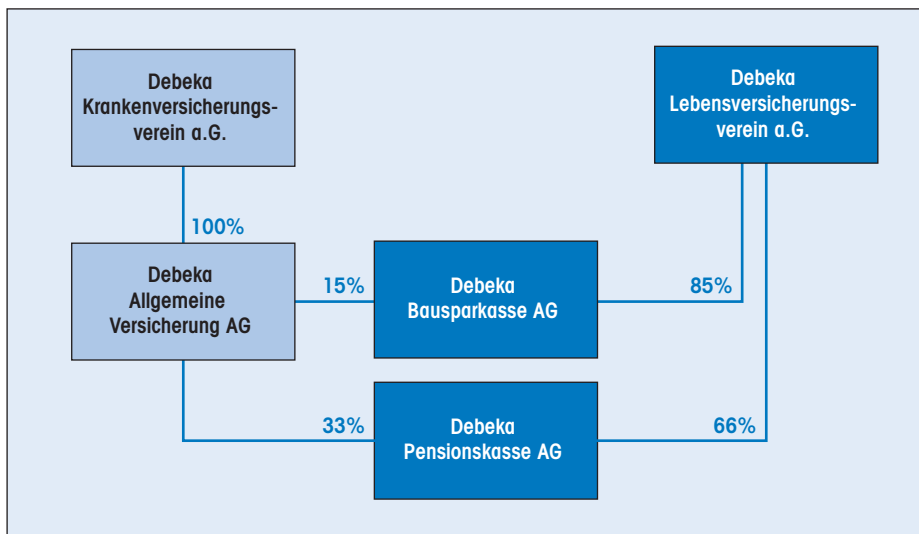 Debeka
Krankenversicherungs-
verein a.G.
Debeka
Lebensversicherungs-
verein a.G.
100%
Debeka
Allgemeine
Versicherung AG
15%
Debeka
Bausparkasse AG
85%
33%
Debeka
Pensionskasse AG
66%